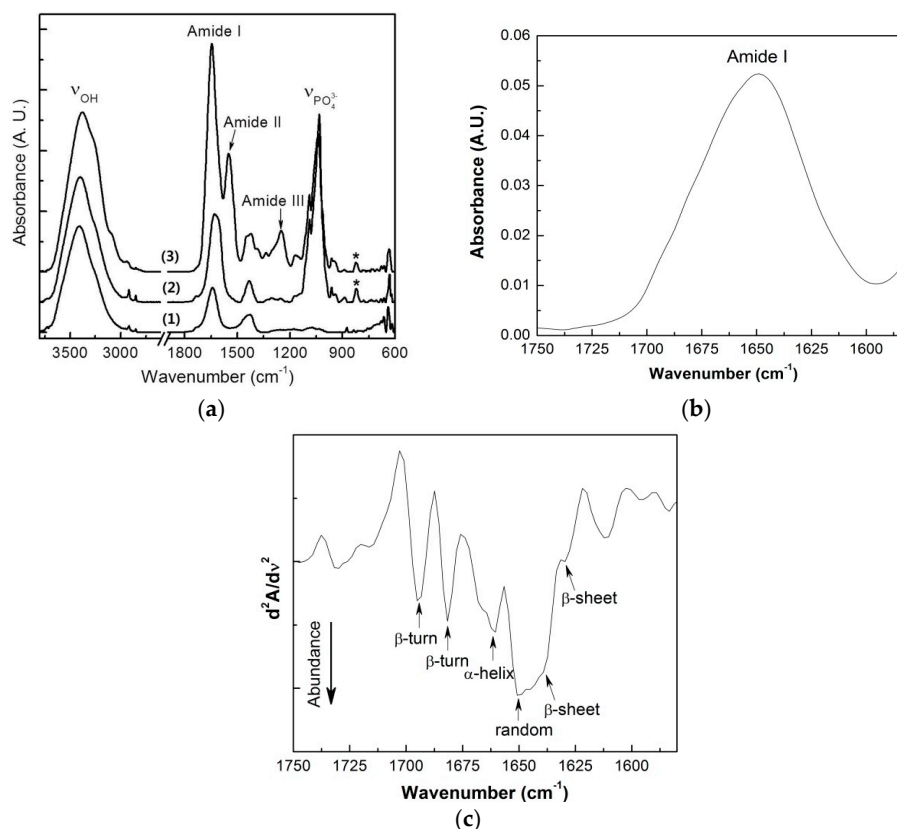 Absorbance (A. U.)
ν_OH
Amide I
Amide II
Amide III
ν_PO₄³⁻
(3)
(2)
(1)
*
*
3500 3000 1800 1500 1200 900 600
Wavenumber (cm⁻¹)
(a)
Absorbance (A.U.)
0.06
0.05
0.04
0.03
0.02
0.01
0.00
Amide I
1750 1725 1700 1675 1650 1625 1600
Wavenumber (cm⁻¹)
(b)
d²A/dν²
Abundance
β-turn
β-turn
α-helix
random
β-sheet
β-sheet
1750 1725 1700 1675 1650 1625 1600
Wavenumber (cm⁻¹)
(c)